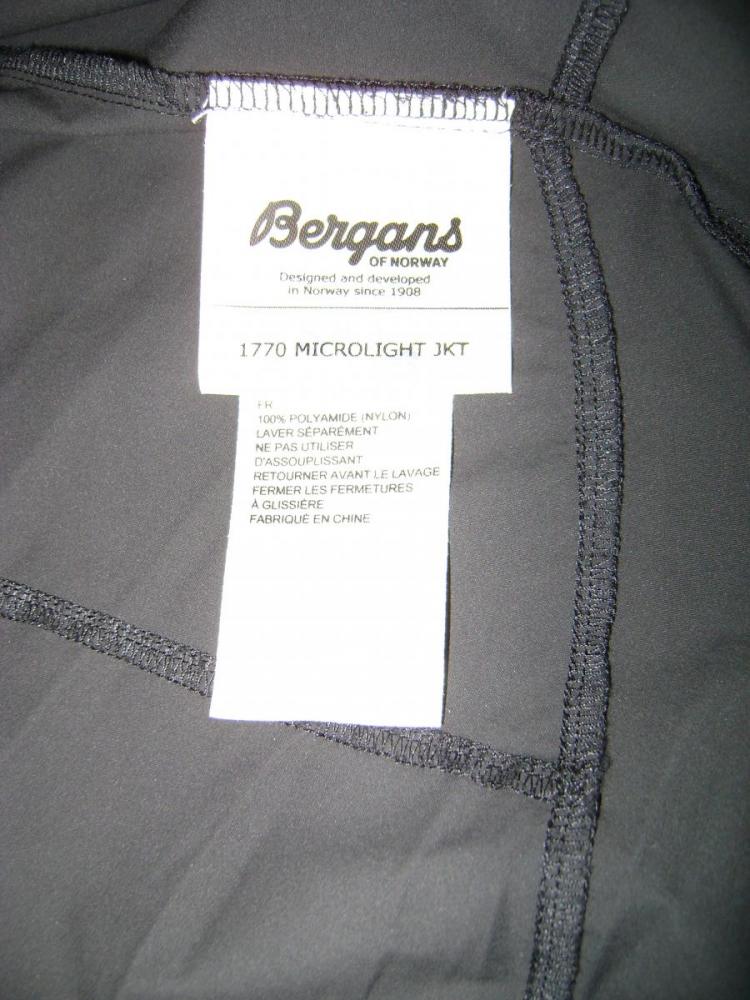 Bergans
OF NORWAY
Designed and developed
in Norway since 1908
1770 MICROLIGHT JKT
FR
100% POLYAMIDE (NYLON)
LAVER SÉPARÉMENT
NE PAS UTILISER
D'ASSOUPLISSANT
RETOURNER AVANT LE LAVAGE
FERMER LES FERMETURES
À GLISSIÈRE
FABRIQUÉ EN CHINE